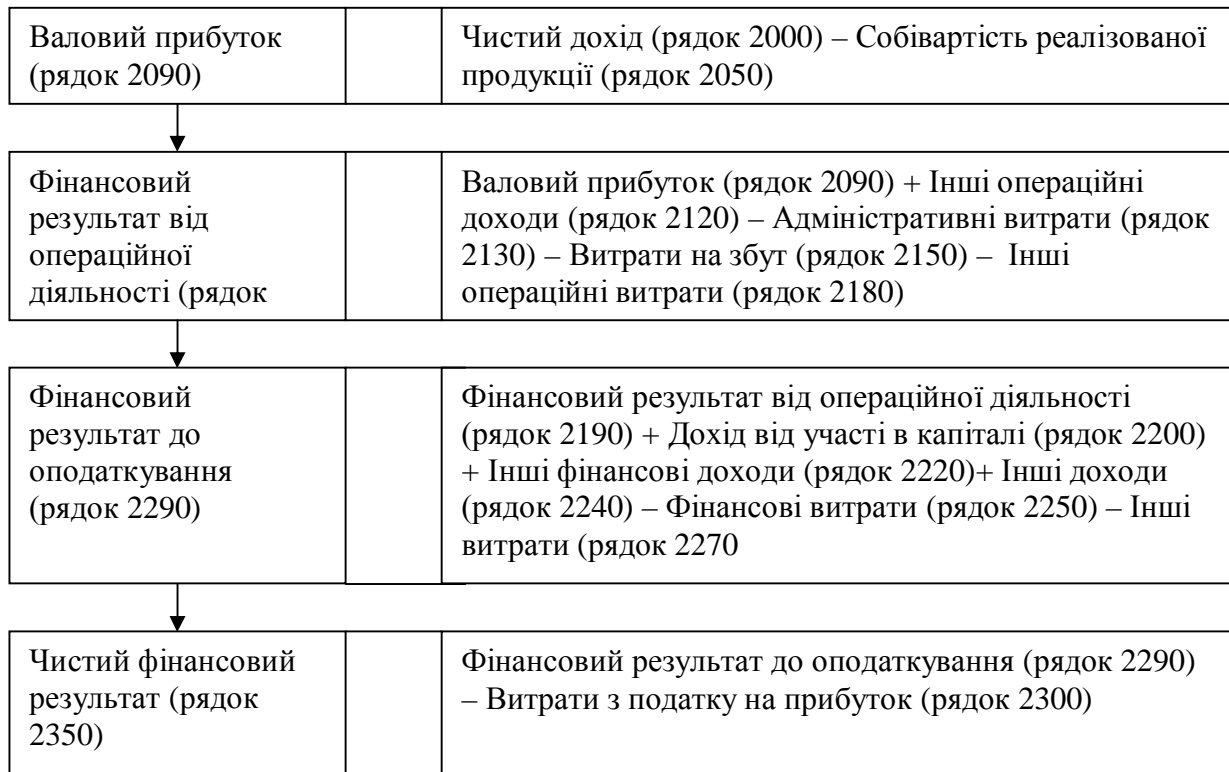 Валовий прибуток
(рядок 2090)
Чистий дохід (рядок 2000) – Собівартість реалізованої
продукції (рядок 2050)
Фінансовий
результат від
операційної
діяльності (рядок
Валовий прибуток (рядок 2090) + Інші операційні
доходи (рядок 2120) – Адміністративні витрати (рядок
2130) – Витрати на збут (рядок 2150) – Інші
операційні витрати (рядок 2180)
Фінансовий
результат до
оподаткування
(рядок 2290)
Фінансовий результат від операційної діяльності
(рядок 2190) + Дохід від участі в капіталі (рядок 2200)
+ Інші фінансові доходи (рядок 2220)+ Інші доходи
(рядок 2240) – Фінансові витрати (рядок 2250) – Інші
витрати (рядок 2270
Чистий фінансовий
результат (рядок
2350)
Фінансовий результат до оподаткування (рядок 2290)
– Витрати з податку на прибуток (рядок 2300)